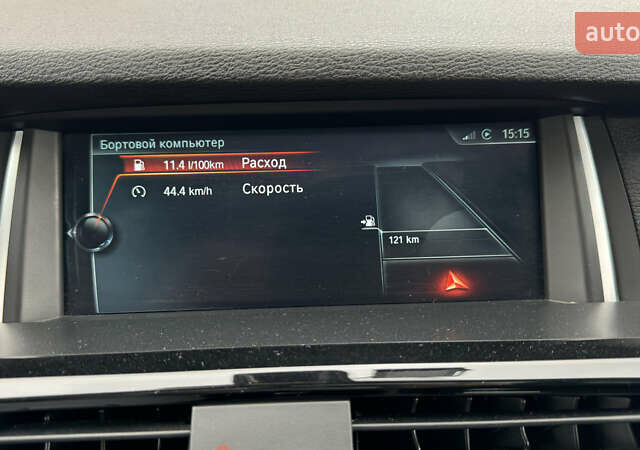 auto
15:15
Бортовой компьютер
11.4 l/100km Расход
44.4 km/h Скорость
121 km